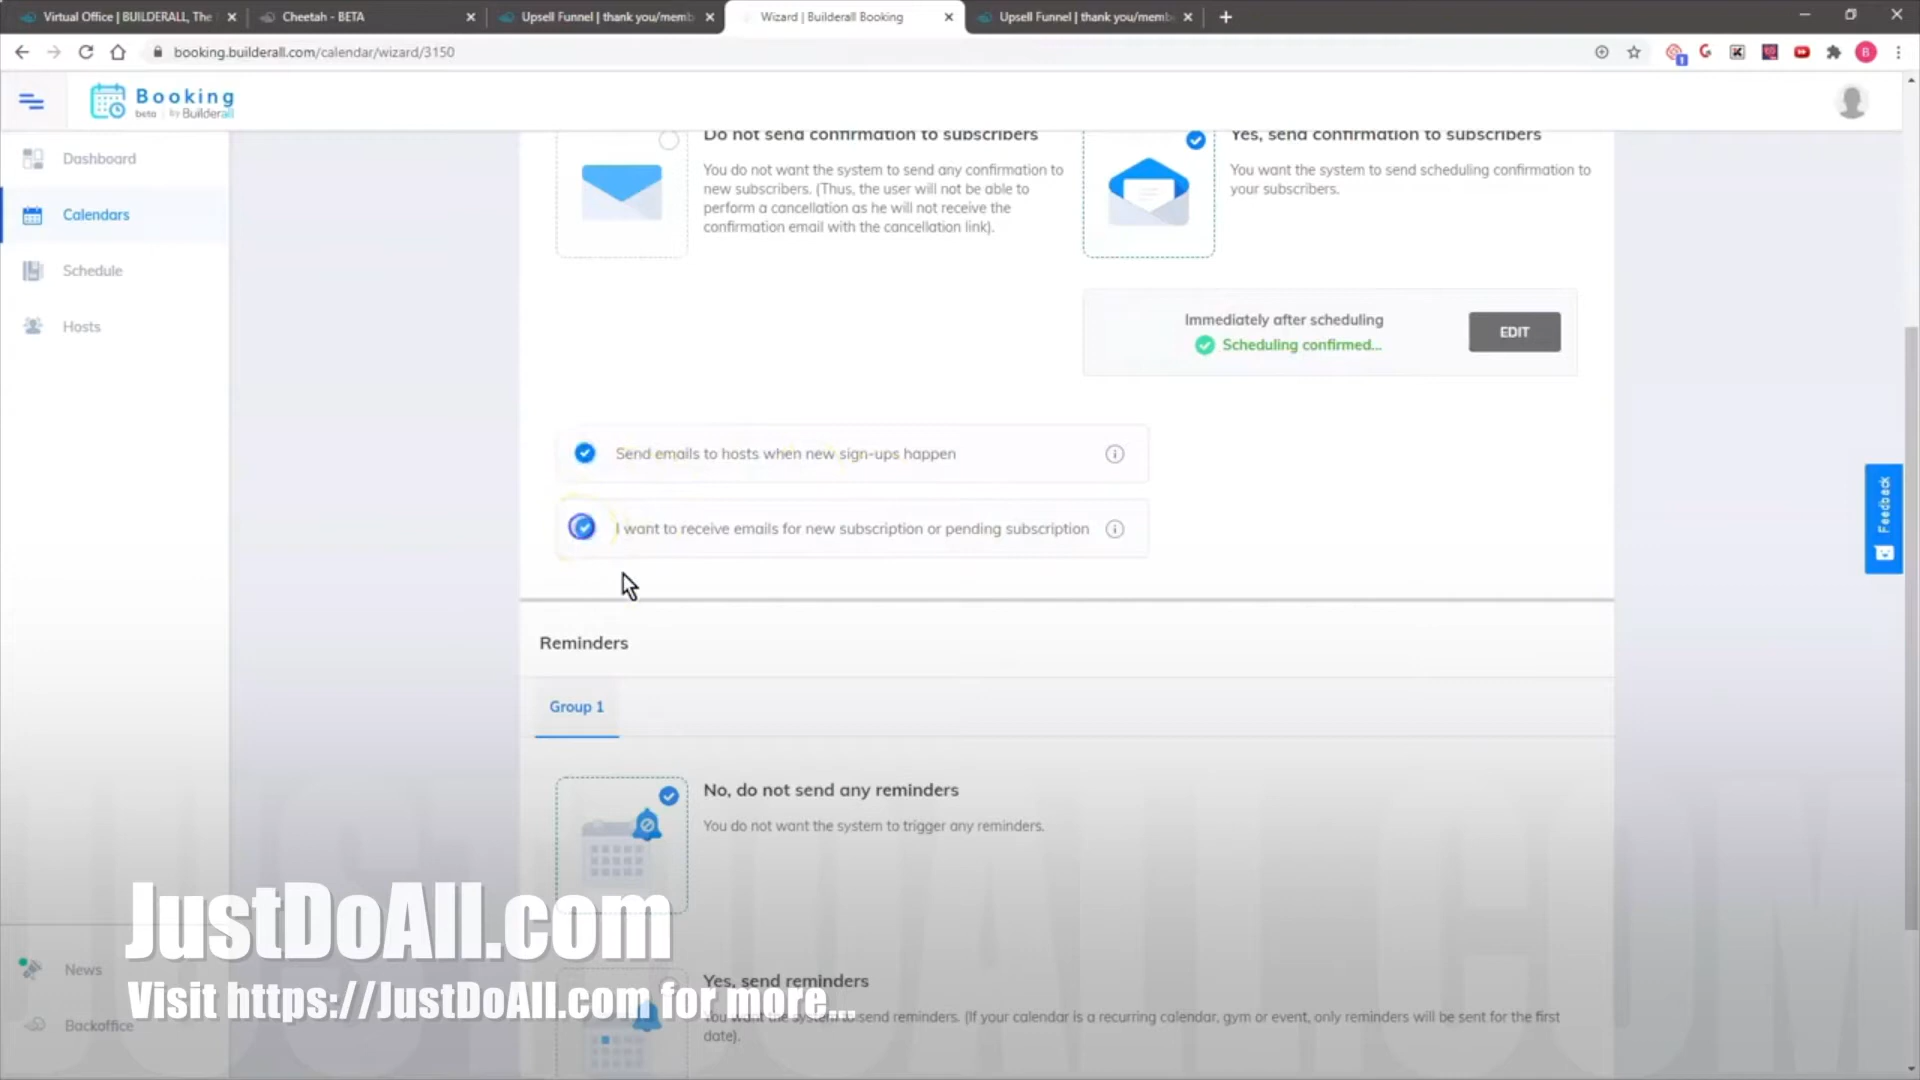 Virtual Office | BUILDERALL, The
Cheetah - BETA
Upsell Funnel | thank you/memb
Wizard | Builderall Booking
Upsell Funnel | thank you/memb
booking.builderall.com/calendar/wizard/3150
1
B
Booking
beta | by Builderall
Dashboard
Calendars
Schedule
Hosts
Do not send confirmation to subscribers
You do not want the system to send any confirmation to
new subscribers. (Thus, the user will not be able to
perform a cancellation as he will not receive the
confirmation email with the cancellation link).
Yes, send confirmation to subscribers
You want the system to send scheduling confirmation to
your subscribers.
Immediately after scheduling
Scheduling confirmed...
EDIT
Send emails to hosts when new sign-ups happen
I want to receive emails for new subscription or pending subscription
Feedback
Reminders
Group 1
No, do not send any reminders
You do not want the system to trigger any reminders.
Yes, send reminders
You want the system to send reminders. (If your calendar is a recurring calendar, gym or event, only reminders will be sent for the first
date).
News
Backoffice
JustDoAll.com
Visit https://JustDoAll.com for more...
JUSTDOALL.COM